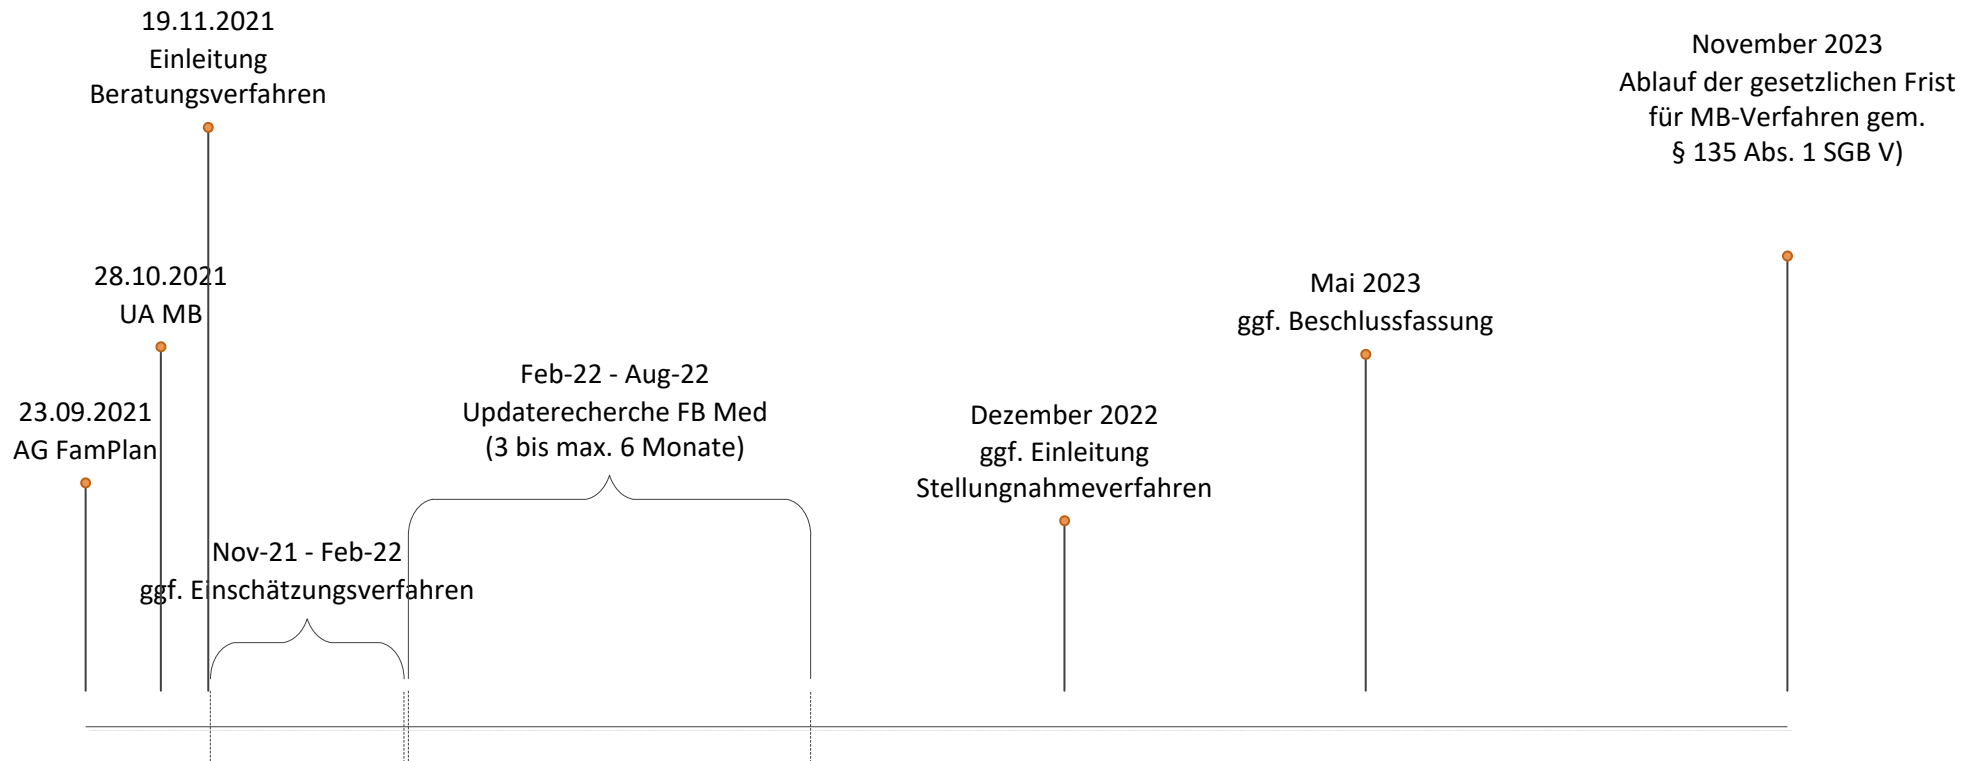 19.11.2021
Einleitung
Beratungsverfahren
November 2023
Ablauf der gesetzlichen Frist
für MB-Verfahren gem.
§ 135 Abs. 1 SGB V)
28.10.2021
UA MB
Mai 2023
ggf. Beschlussfassung
Feb-22 - Aug-22
Updaterecherche FB Med
(3 bis max. 6 Monate)
23.09.2021
AG FamPlan
Dezember 2022
ggf. Einleitung
Stellungnahmeverfahren
Nov-21 - Feb-22
ggf. Einschätzungsverfahren